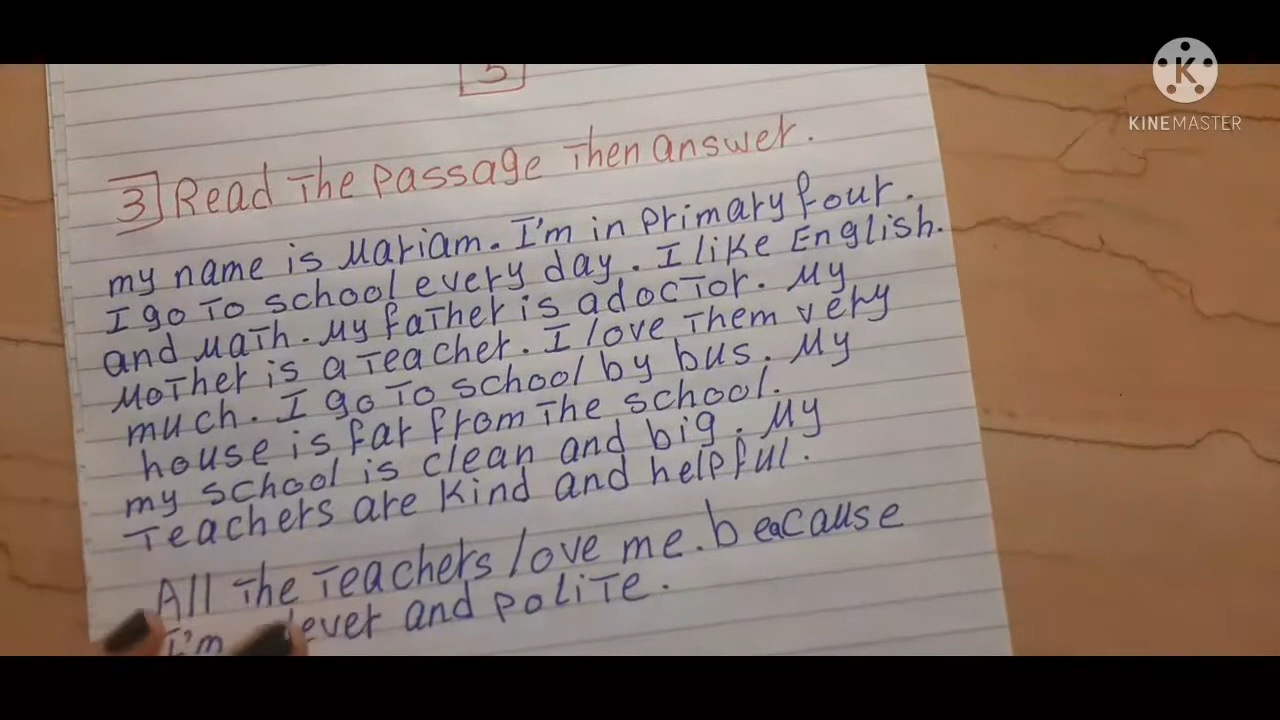 5
3 Read The passage Then answer.
my name is Mariam. I'm in primary four.
I go To school every day. I like English.
and Math. My father is a doctor. My
Mother is a Teacher. I love Them very
much. I go To school by bus. My
house is far from The school.
my school is clean and big. My
Teachers are Kind and helpful.
All The Teachers love me. beacause
I'm and polite.
KINEMASTER